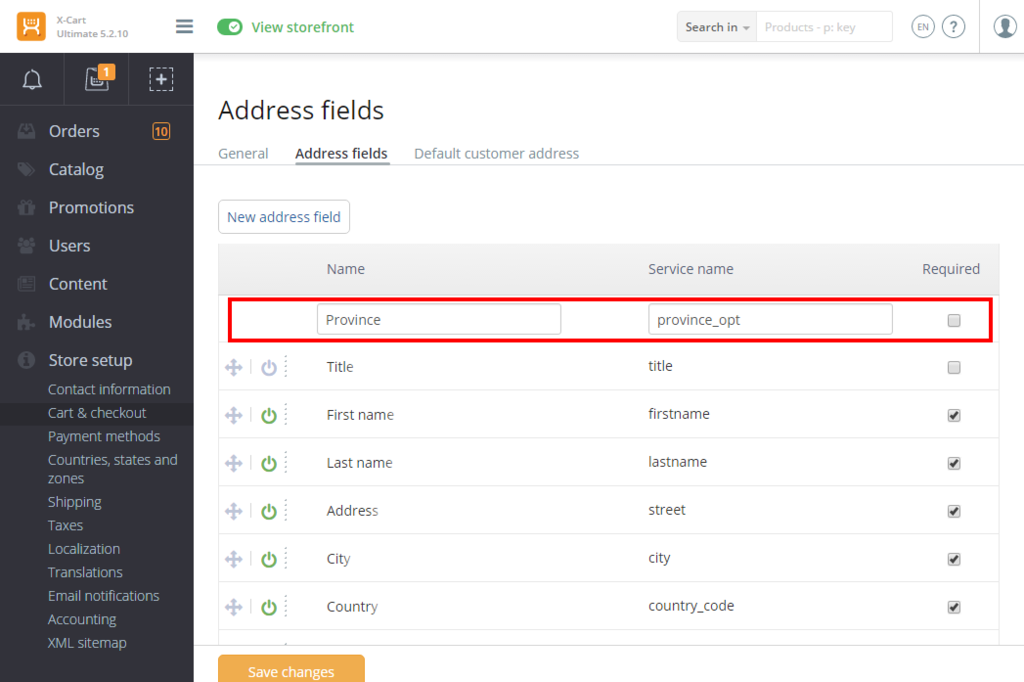 X-Cart
Ultimate 5.2.10
View storefront
Search in
Products - p: key
EN
?
1
Orders 10
Catalog
Promotions
Users
Content
Modules
Store setup
Contact information
Cart & checkout
Payment methods
Countries, states and
zones
Shipping
Taxes
Localization
Translations
Email notifications
Accounting
XML sitemap
Address fields
General Address fields Default customer address
New address field
Name Service name Required
Province province_opt
Title title
First name firstname
Last name lastname
Address street
City city
Country country_code
Save changes